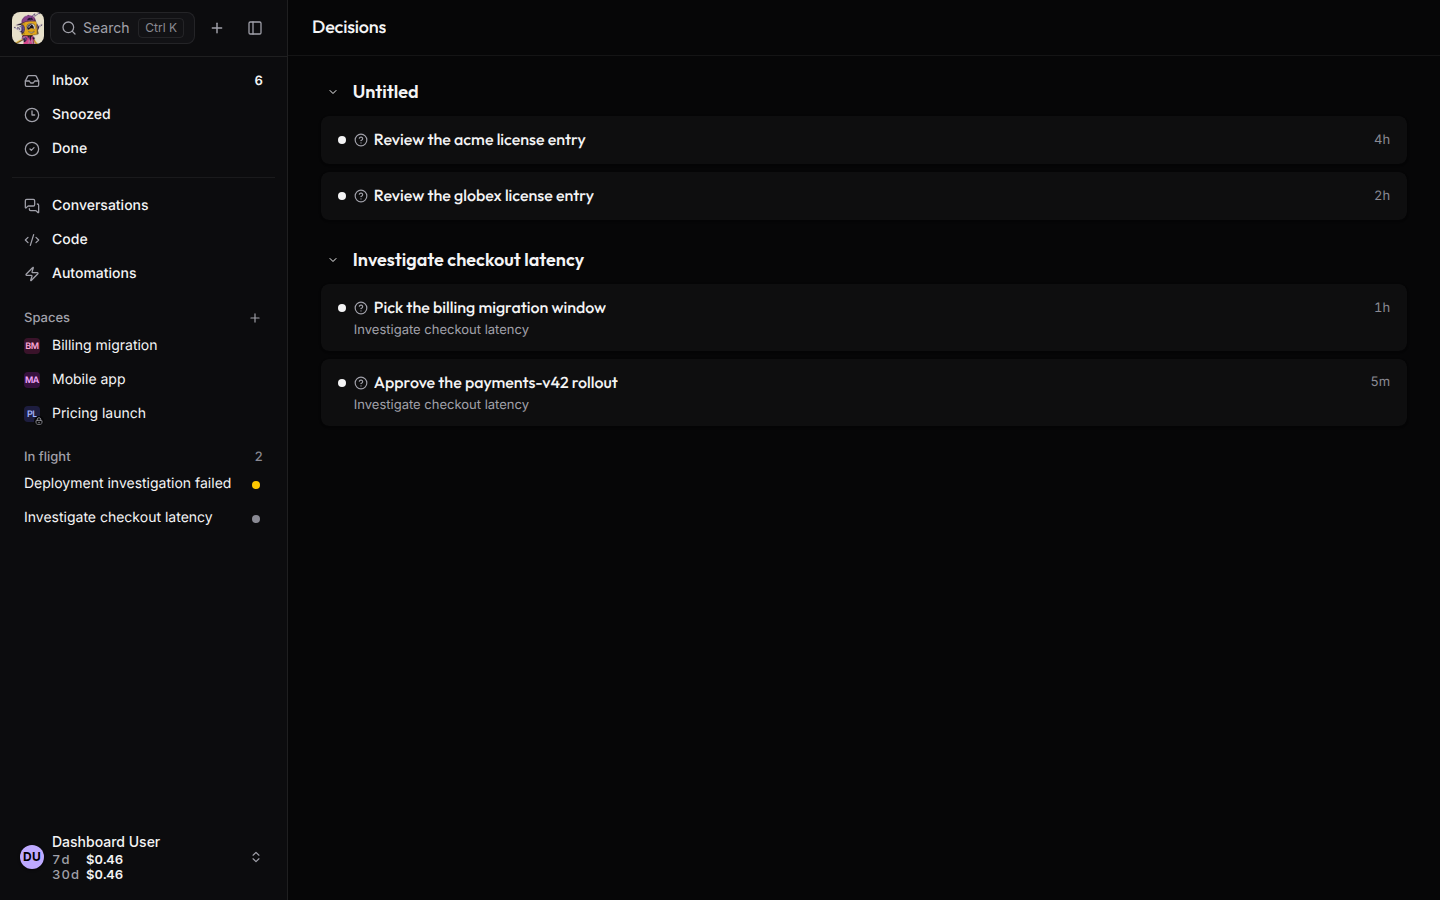 Search Ctrl K
Inbox 6
Snoozed
Done
Conversations
Code
Automations
Spaces
BM Billing migration
MA Mobile app
PL Pricing launch
In flight 2
Deployment investigation failed
Investigate checkout latency
DU Dashboard User
7d $0.46
30d $0.46
Decisions
Untitled
Review the acme license entry 4h
Review the globex license entry 2h
Investigate checkout latency
Pick the billing migration window 1h
Investigate checkout latency
Approve the payments-v42 rollout 5m
Investigate checkout latency